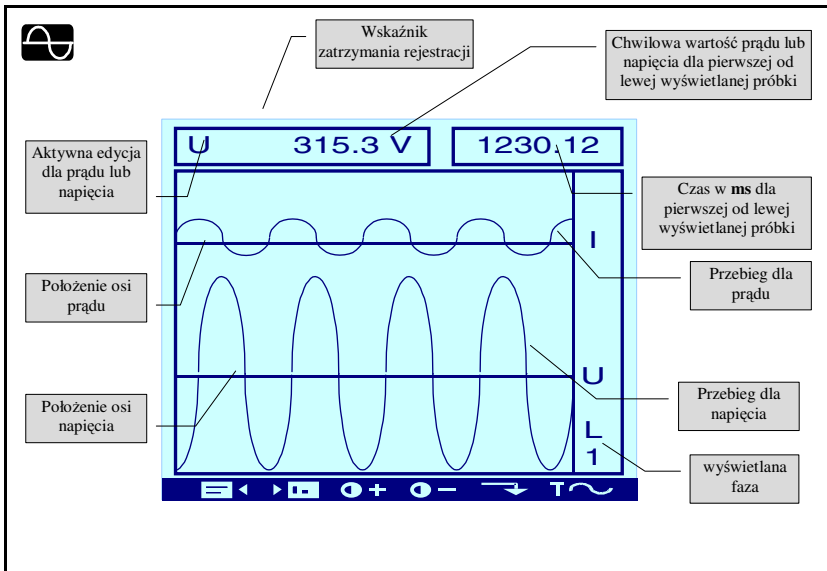 Wskaźnik
zatrzymania rejestracji
Chwilowa wartość prądu lub
napięcia dla pierwszej od
lewej wyświetlanej próbki
Aktywna edycja
dla prądu lub
napięcia
U 315.3 V
1230.12
Czas w ms dla
pierwszej od lewej
wyświetlanej próbki
I
Przebieg dla
prądu
Położenie osi
prądu
U
Przebieg dla
napięcia
Położenie osi
napięcia
L
1
wyświetlana
faza
T